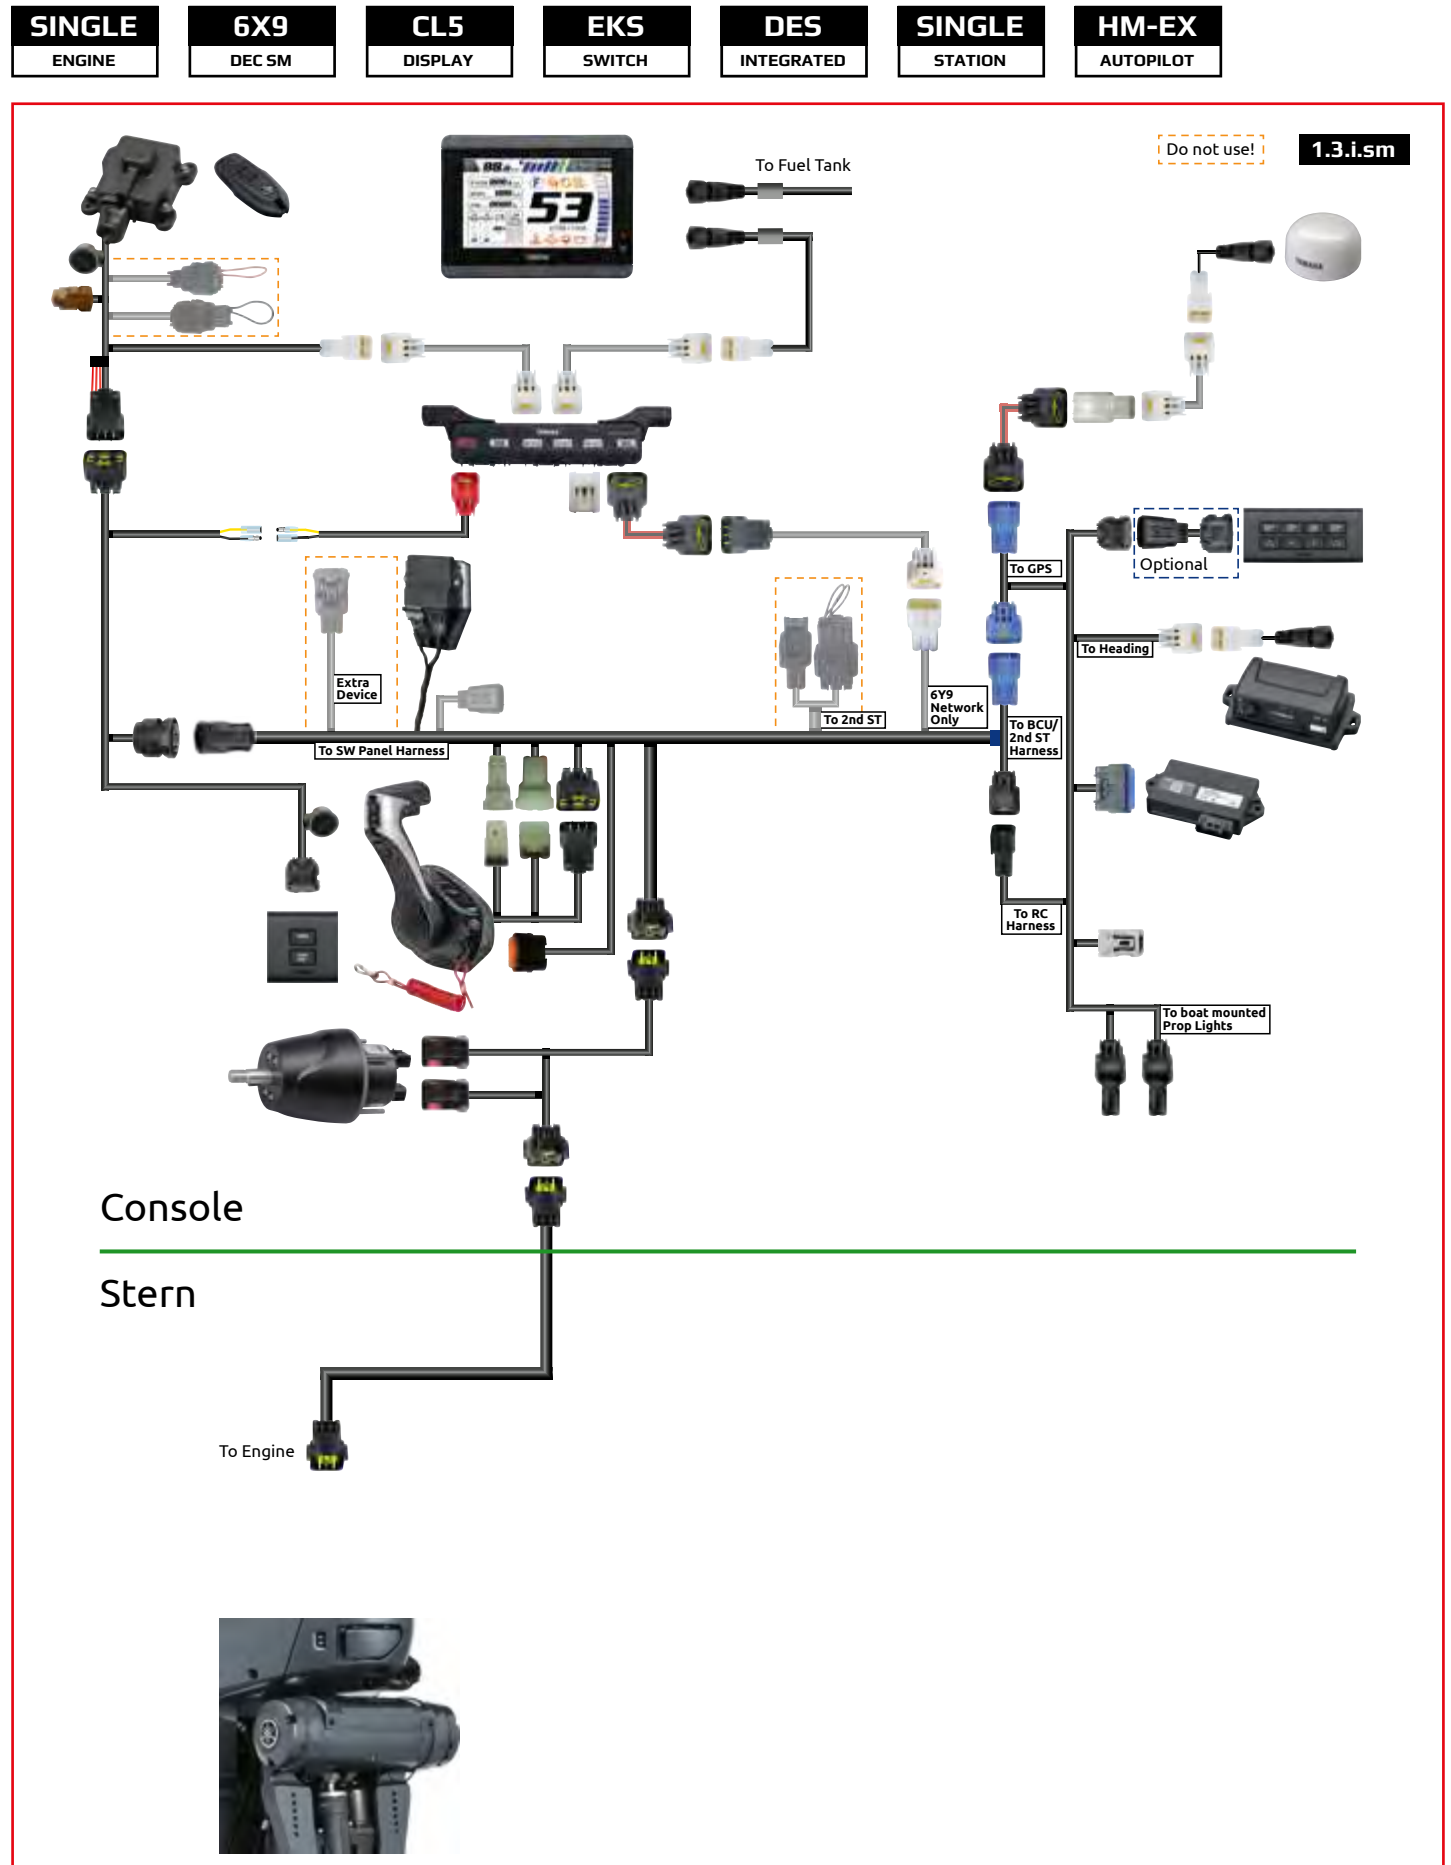 SINGLE
ENGINE
6X9
DEC SM
CL5
DISPLAY
EKS
SWITCH
DES
INTEGRATED
SINGLE
STATION
HM-EX
AUTOPILOT
Do not use!
1.3.i.sm
To Fuel Tank
53
YAMAHA
To GPS
Optional
To Heading
Extra
Device
To 2nd ST
6Y9
Network
Only
To BCU/
2nd ST
Harness
To SW Panel Harness
To RC
Harness
To boat mounted
Prop Lights
Console
Stern
To Engine